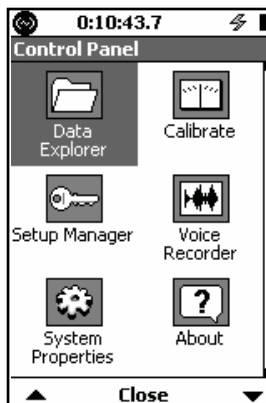 0:10:43.7
Control Panel
Data Explorer
Calibrate
Setup Manager
Voice Recorder
System Properties
About
?
Close